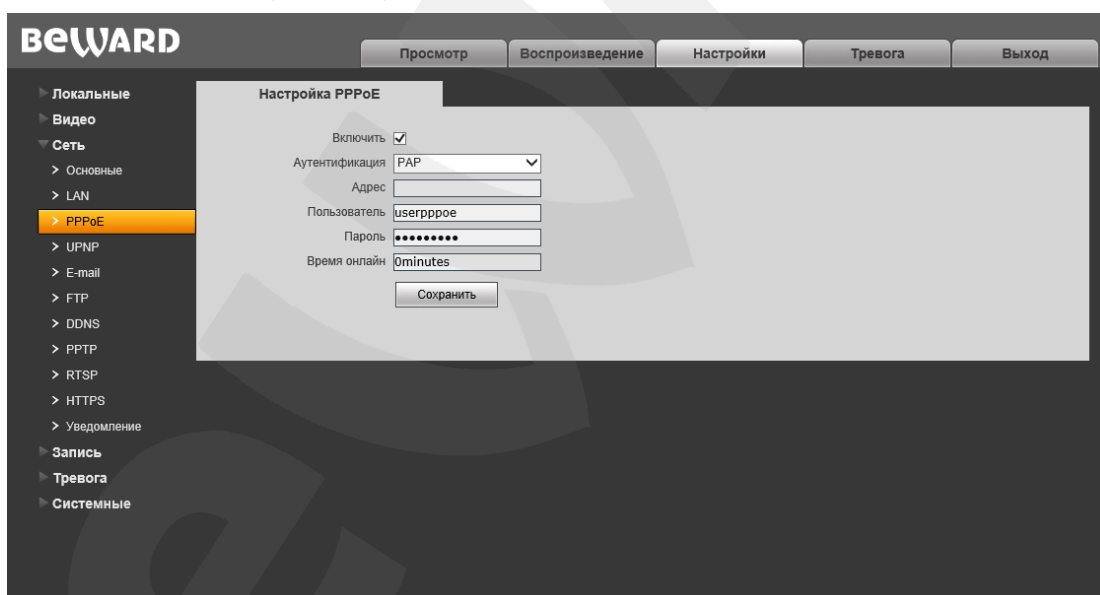 BEWARD
Просмотр Воспроизведение Настройки Тревога Выход
Локальные
Видео
Сеть
> Основные
> LAN
> PPPoE
> UPNP
> E-mail
> FTP
> DDNS
> PPTP
> RTSP
> HTTPS
> Уведомление
Запись
Тревога
Системные
Настройка PPPoE
Включить
Аутентификация PAP
Адрес
Пользователь userpppoe
Пароль •••••••••
Время онлайн 0minutes
Сохранить